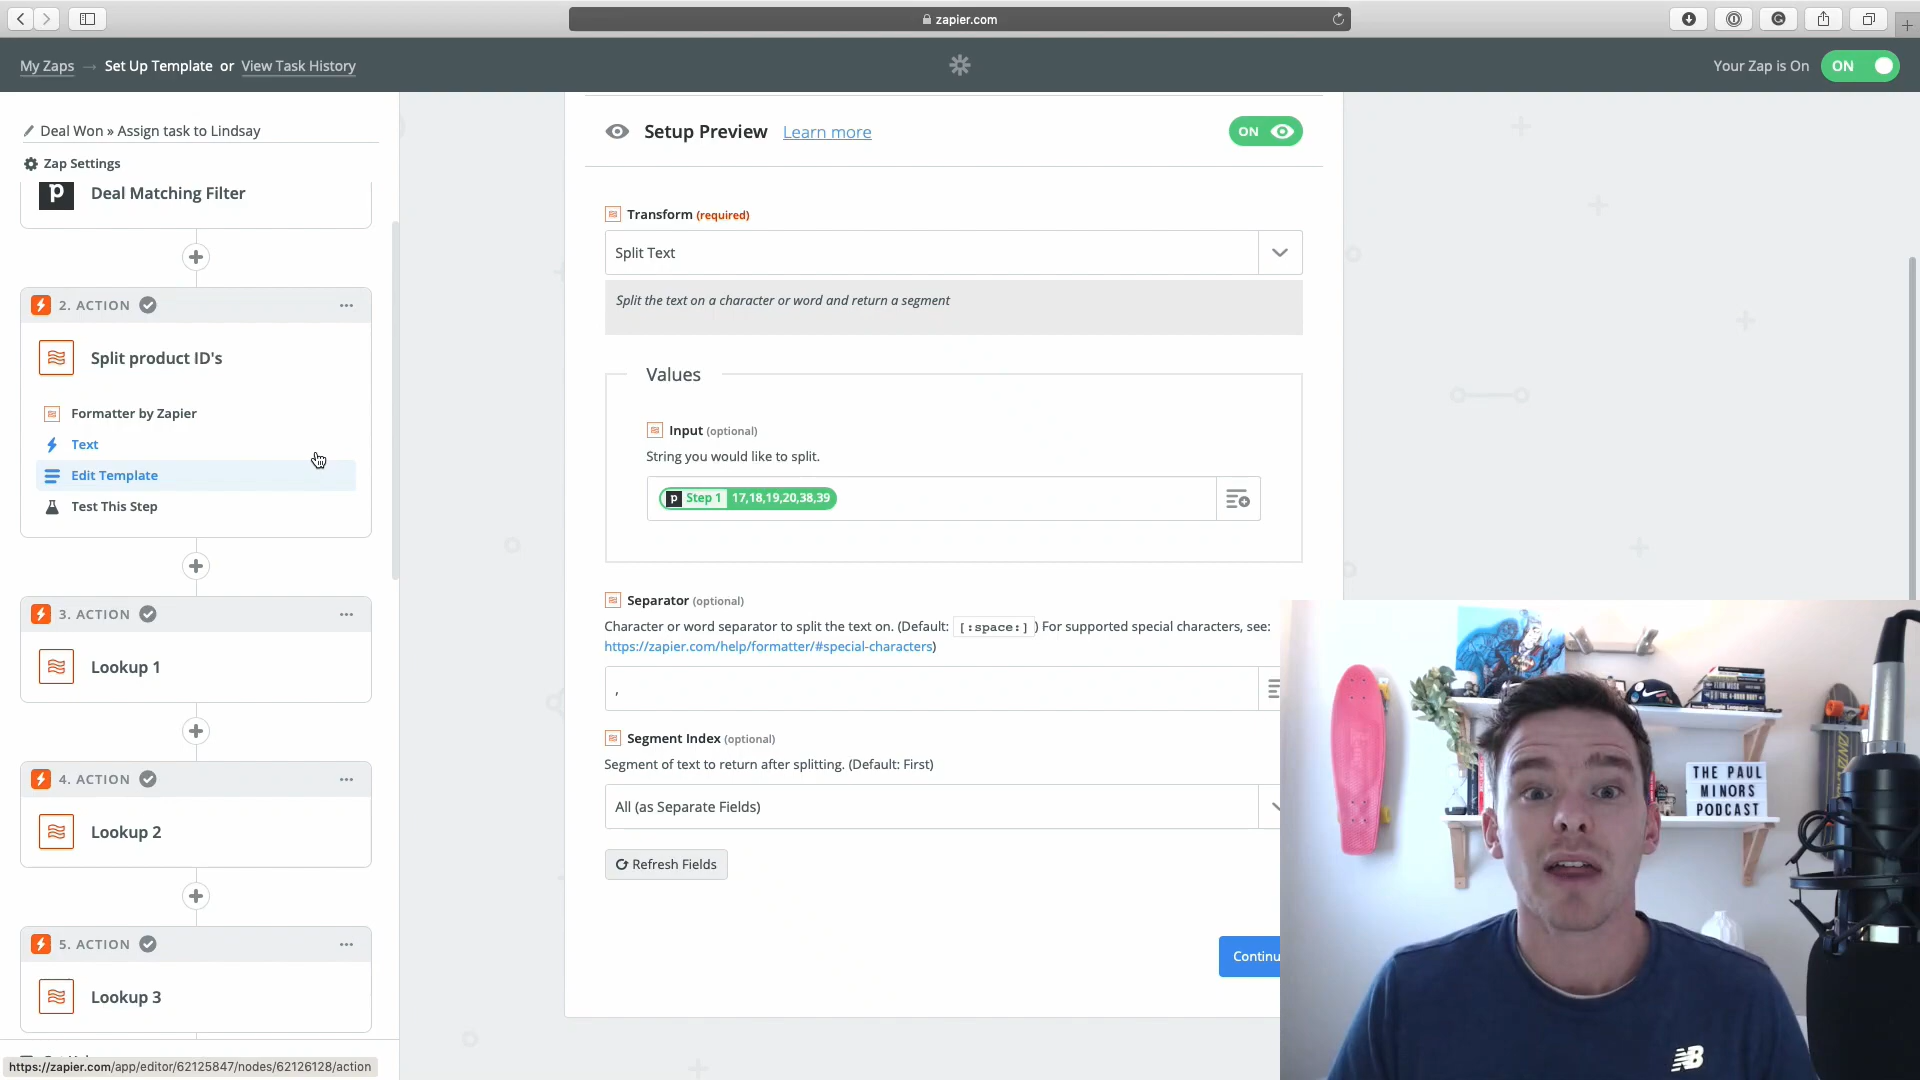 zapier.com
My Zaps → Set Up Template or View Task History
Your Zap is On ON
Deal Won » Assign task to Lindsay
Zap Settings
Deal Matching Filter
2. ACTION
Split product ID's
Formatter by Zapier
Text
Edit Template
Test This Step
3. ACTION
Lookup 1
4. ACTION
Lookup 2
5. ACTION
Lookup 3
https://zapier.com/app/editor/62125847/nodes/62126128/action
Setup Preview Learn more
ON
Transform (required)
Split Text
Split the text on a character or word and return a segment
Values
Input (optional)
String you would like to split.
p Step 1 17,18,19,20,38,39
Separator (optional)
Character or word separator to split the text on. (Default: [:space:] ) For supported special characters, see:
https://zapier.com/help/formatter/#special-characters)
,
Segment Index (optional)
Segment of text to return after splitting. (Default: First)
All (as Separate Fields)
Refresh Fields
Continu
THE PAUL
MINORS
PODCAST
NB